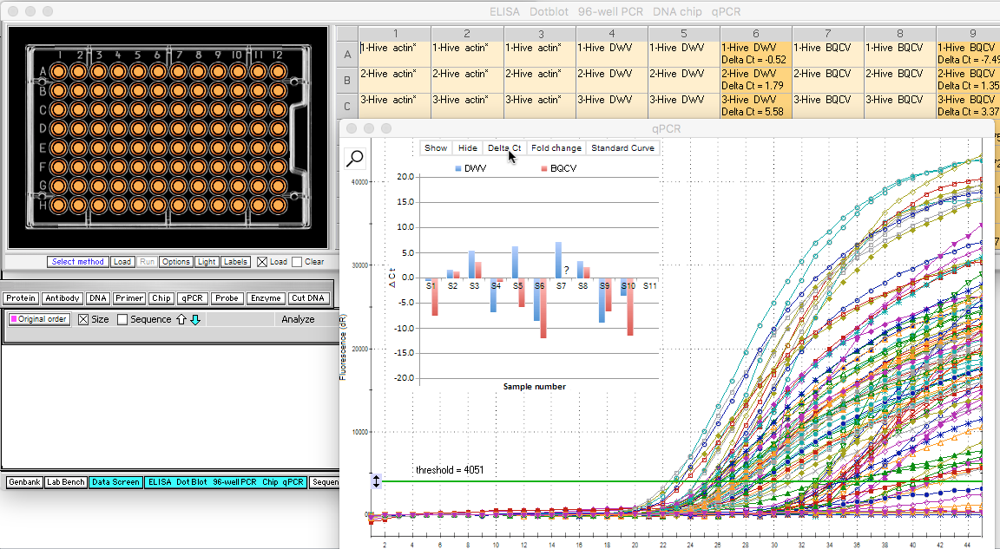 ELISA Dotblot 96-well PCR DNA chip qPCR
1 2 3 4 5 6 7 8 9
1 2 3 4 5 6 7 8 9 10 11 12
A
B
C
D
E
F
G
H
A 1-Hive actin* 1-Hive actin* 1-Hive actin* 1-Hive DWV 1-Hive DWV 1-Hive DWV 1-Hive BQCV 1-Hive BQCV 1-Hive BQCV
Delta Ct = -0.52 Delta Ct = -7.49
B 2-Hive actin* 2-Hive actin* 2-Hive actin* 2-Hive DWV 2-Hive DWV 2-Hive DWV 2-Hive BQCV 2-Hive BQCV 2-Hive BQCV
Delta Ct = 1.79 Delta Ct = 1.35
C 3-Hive actin* 3-Hive actin* 3-Hive actin* 3-Hive DWV 3-Hive DWV 3-Hive DWV 3-Hive BQCV 3-Hive BQCV 3-Hive BQCV
Delta Ct = 5.58 Delta Ct = 3.37
Select method Load Run Options Light Labels Load Clear
Protein Antibody DNA Primer Chip qPCR Probe Enzyme Cut DNA
Original order Size Sequence Analyze
Genbank Lab Bench Data Screen ELISA Dot Blot 96-well PCR Chip qPCR Sequen
qPCR
Show Hide Delta Ct Fold change Standard Curve
DWV BQCV
20.0
15.0
10.0
5.0
0.0
-5.0
-10.0
-15.0
-20.0
Δ Ct
?
S1 S2 S3 S4 S5 S6 S7 S8 S9 S10 S11
Sample number
Fluorescence (dR)
40000
30000
20000
10000
0
threshold = 4051
2 4 6 8 10 12 14 16 18 20 22 24 26 28 30 32 34 36 38 40 42 44